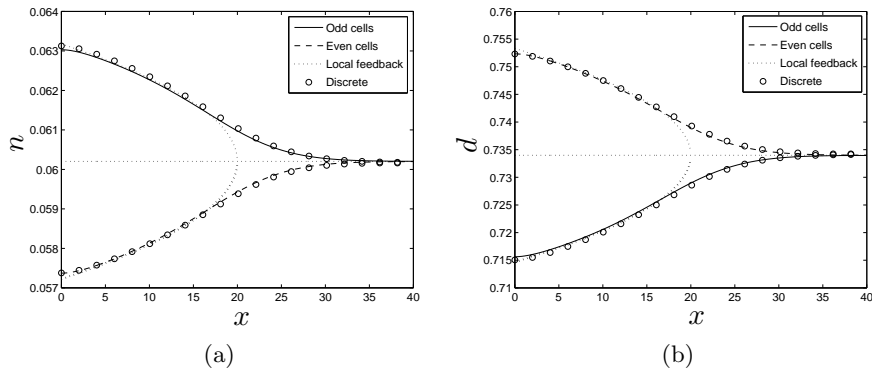 0.064
0.063
0.062
0.061
0.06
0.059
0.058
0.057
n
0 5 10 15 20 25 30 35 40
x
Odd cells
Even cells
Local feedback
Discrete
(a)
0.76
0.755
0.75
0.745
0.74
0.735
0.73
0.725
0.72
0.715
0.71
d
0 5 10 15 20 25 30 35 40
x
Odd cells
Even cells
Local feedback
Discrete
(b)